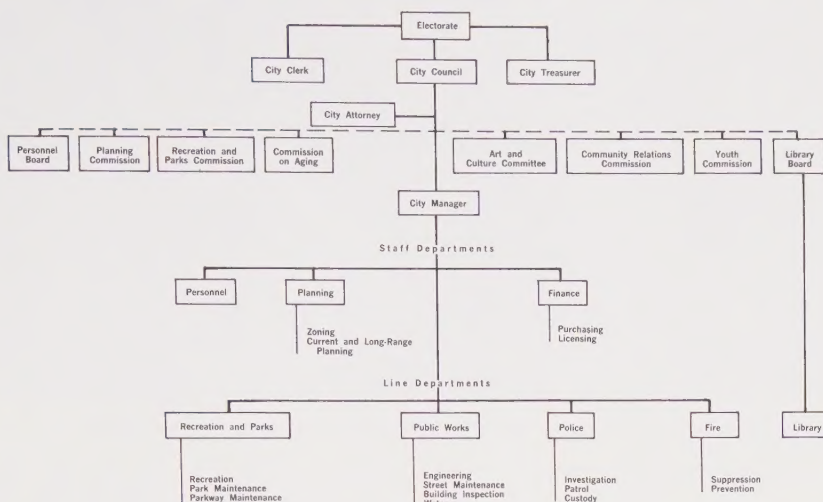 Electorate
City Clerk
City Council
City Treasurer
City Attorney
Personnel
Board
Planning
Commission
Recreation and
Parks Commission
Commission
on Aging
Art and
Culture Committee
Community Relations
Commission
Youth
Commission
Library
Board
City Manager
Staff Departments
Personnel
Planning
Finance
Zoning
Current and Long-Range
Planning
Purchasing
Licensing
Line Departments
Recreation and Parks
Public Works
Police
Fire
Library
Recreation
Park Maintenance
Parkway Maintenance
Engineering
Street Maintenance
Building Inspection
Investigation
Patrol
Custody
Suppression
Prevention